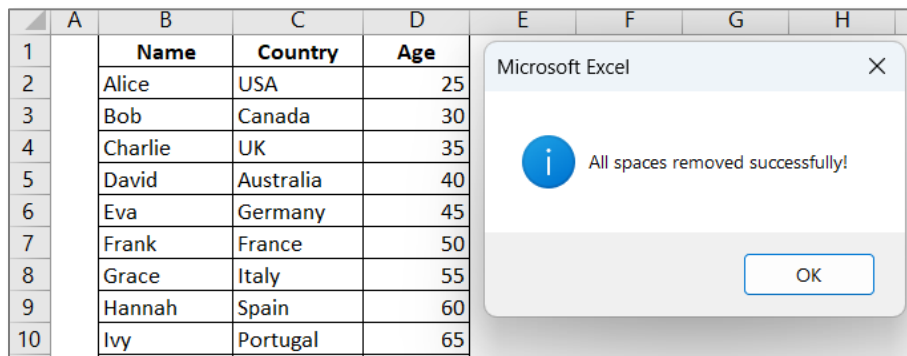 A B C D E F G H
1 Name Country Age
2 Alice USA 25
3 Bob Canada 30
4 Charlie UK 35
5 David Australia 40
6 Eva Germany 45
7 Frank France 50
8 Grace Italy 55
9 Hannah Spain 60
10 Ivy Portugal 65
Microsoft Excel
All spaces removed successfully!
OK